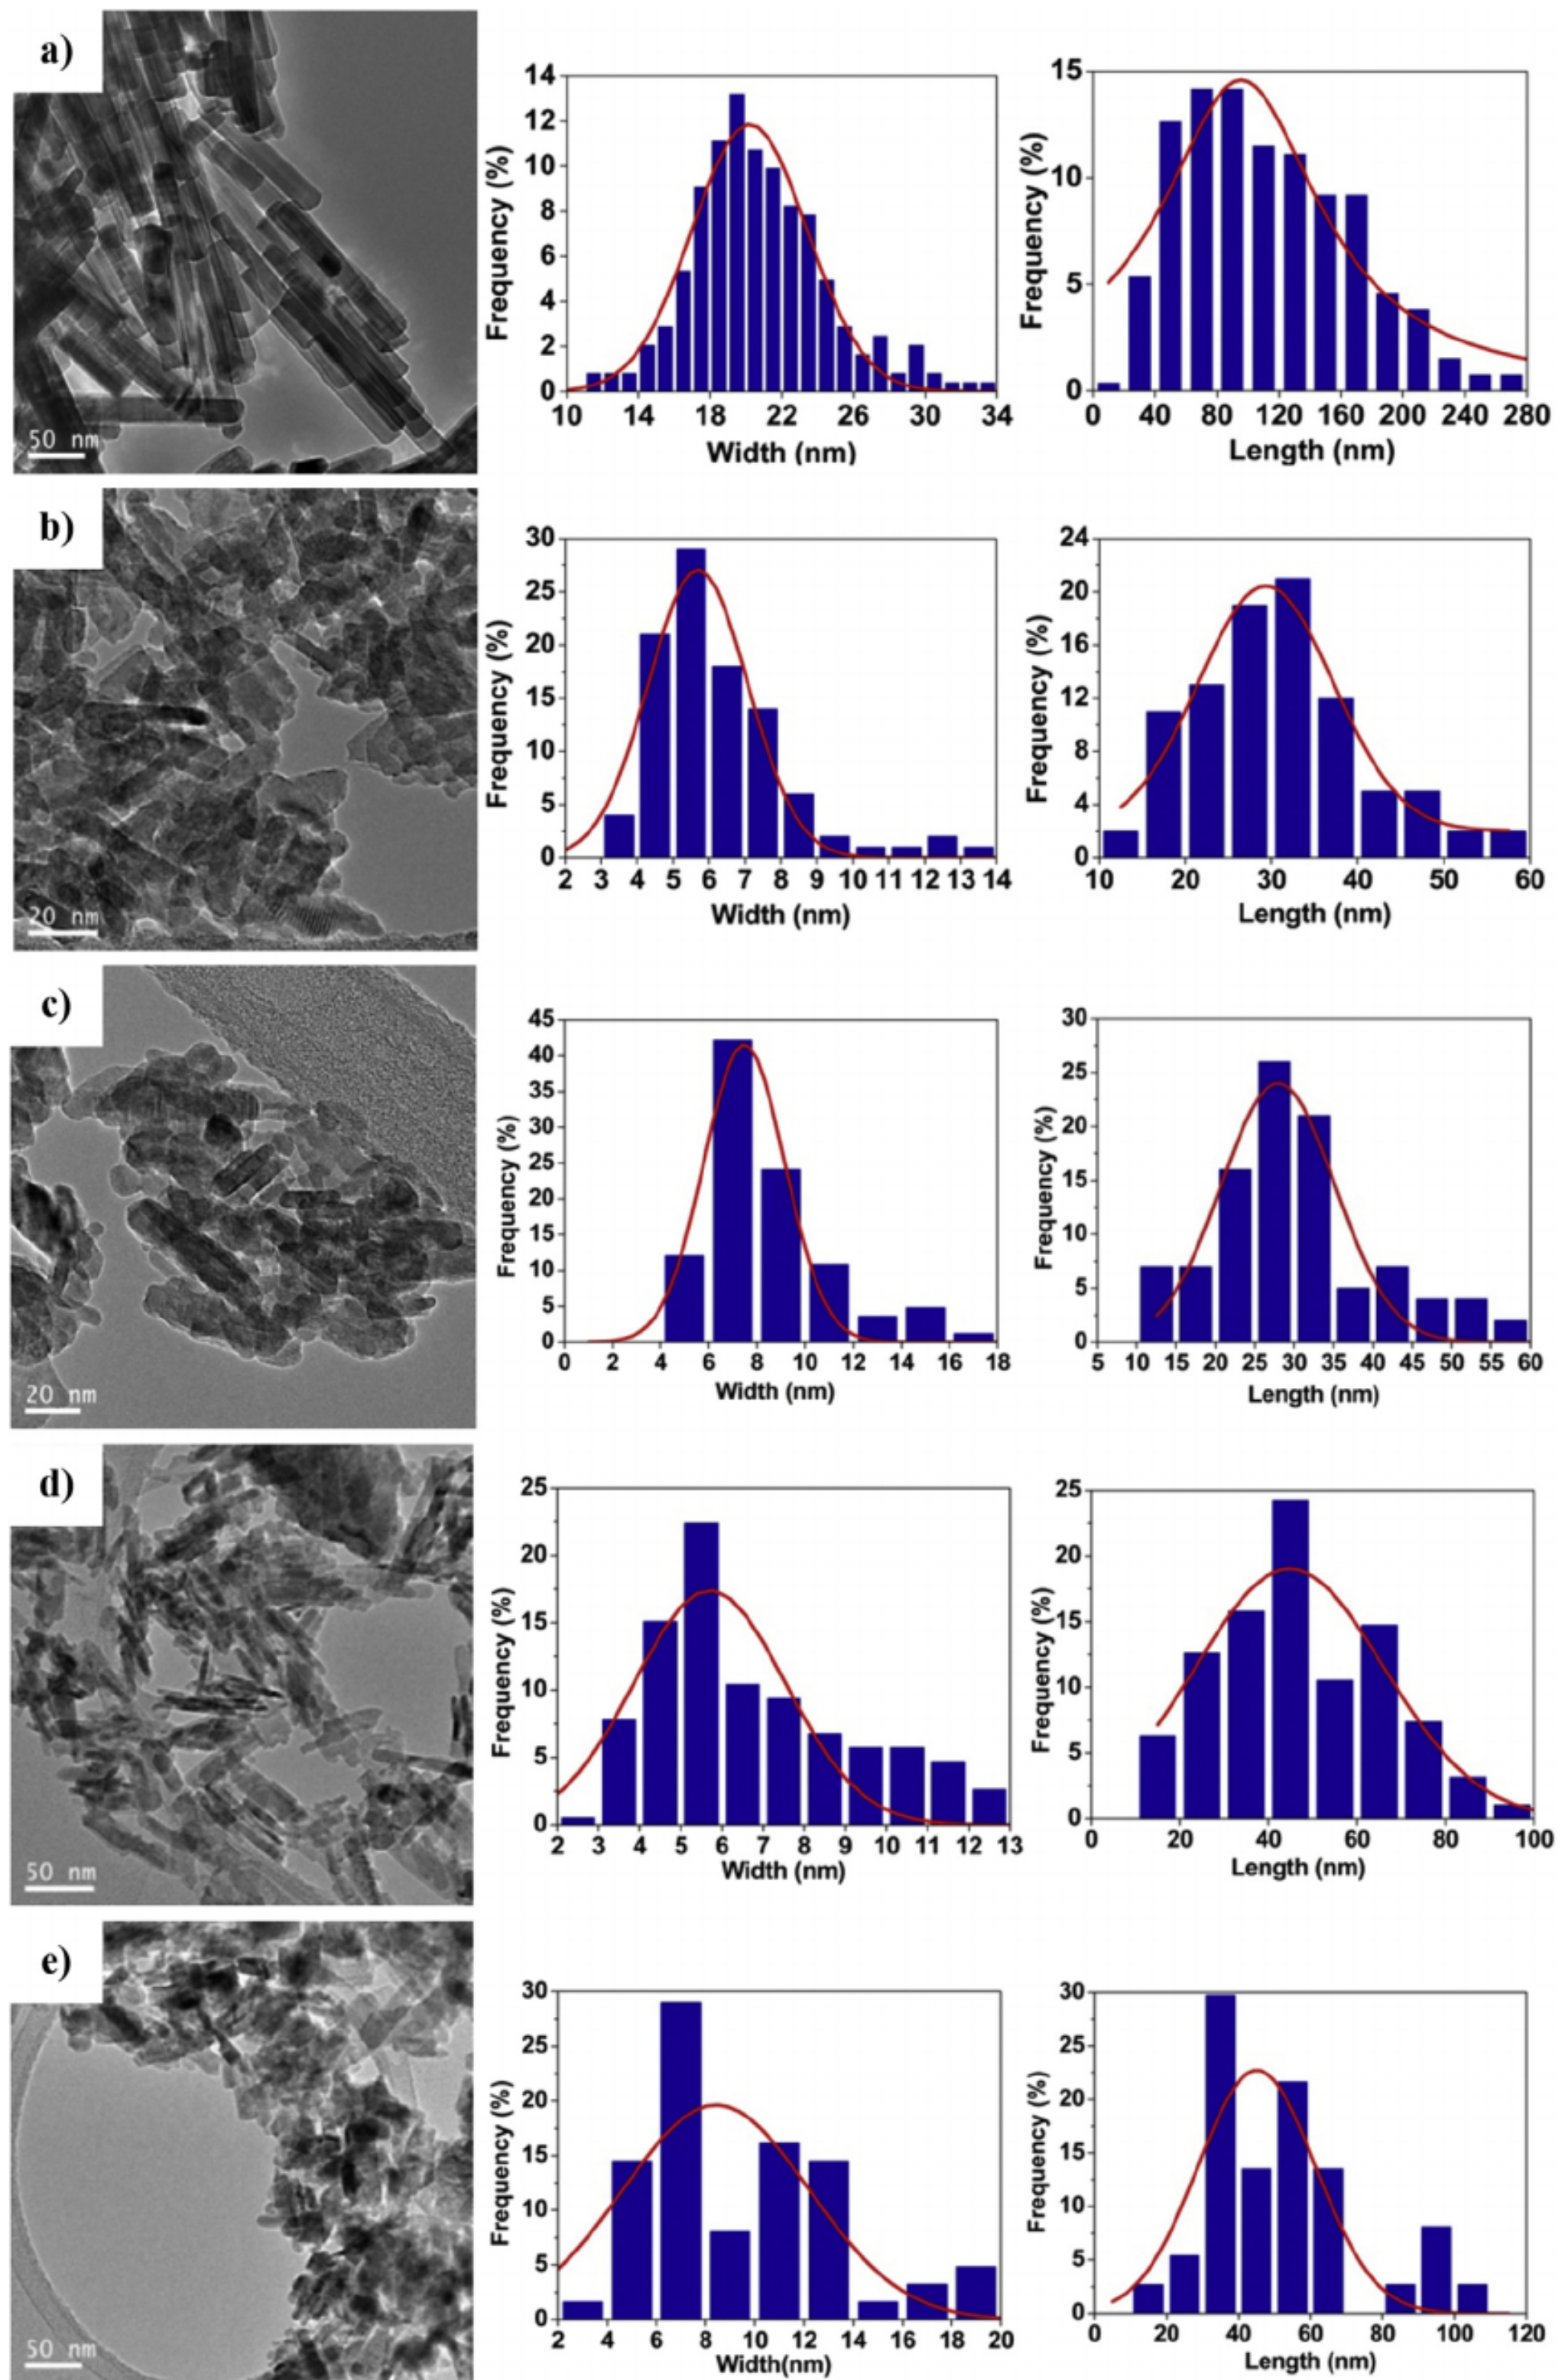 a)
50 nm
Frequency (%)
14
12
10
8
6
4
2
0
10 14 18 22 26 30 34
Width (nm)
Frequency (%)
15
10
5
0
0 40 80 120 160 200 240 280
Length (nm)
b)
20 nm
Frequency (%)
30
25
20
15
10
5
0
2 3 4 5 6 7 8 9 10 11 12 13 14
Width (nm)
Frequency (%)
24
20
16
12
8
4
0
10 20 30 40 50 60
Length (nm)
c)
20 nm
Frequency (%)
45
40
35
30
25
20
15
10
5
0
0 2 4 6 8 10 12 14 16 18
Width (nm)
Frequency (%)
30
25
20
15
10
5
0
5 10 15 20 25 30 35 40 45 50 55 60
Length (nm)
d)
50 nm
Frequency (%)
25
20
15
10
5
0
2 3 4 5 6 7 8 9 10 11 12 13
Width (nm)
Frequency (%)
25
20
15
10
5
0
0 20 40 60 80 100
Length (nm)
e)
50 nm
Frequency (%)
30
25
20
15
10
5
0
2 4 6 8 10 12 14 16 18 20
Width(nm)
Frequency (%)
30
25
20
15
10
5
0
0 20 40 60 80 100 120
Length (nm)